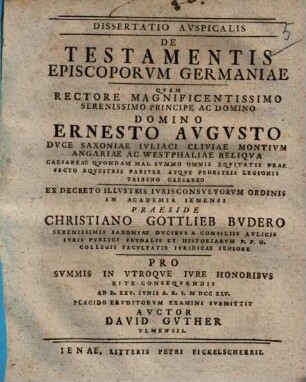 DISSERTATIO AVSPICALIS
DE
TESTAMENTIS
EPISCOPORVM GERMANIAE
QVAM
RECTORE MAGNIFICENTISSIMO
SERENISSIMO PRINCIPE AC DOMINO
DOMINO
ERNESTO AVGVSTO
DVCE SAXONIAE IVLIACI CLIVIAE MONTIVM
ANGARIAE AC WESTPHALIAE RELIQVA
CAESAREAE QVONDAM MAI. SVMMO OMNIS EQVITATIS PRAE
FECTO EQVESTRIS PARITER ATQVE PEDESTRIS LEGIONIS
TRIBVNO CAESAREO
EX DECRETO ILLVSTRIS IVRISCONSVLTORVM ORDINIS
IN ACADEMIA IENENSI
PRAESIDE
CHRISTIANO GOTTLIEB BVDERO
SERENISSIMIS SAXONIAE DVCIBVS A CONSILIIS AVLICIS
IVRIS PVBLICI FEVDALIS ET HISTORIARVM P. P. O.
COLLEGII FACVLTATIS IVRIDICAE SENIORE
PRO
SVMMIS IN VTROQVE IVRE HONORIBVS
RITE CONSEQVENDIS
AD D. XXV. IVNII A. R. S. M DCC XLV.
PLACIDO ERVDITORVM EXAMINI SVBMITTIT
AVCTOR
DAVID GVTHER
VLMENSIS.
IENAE, LITTERIS PETRI FICKELSCHERRII.